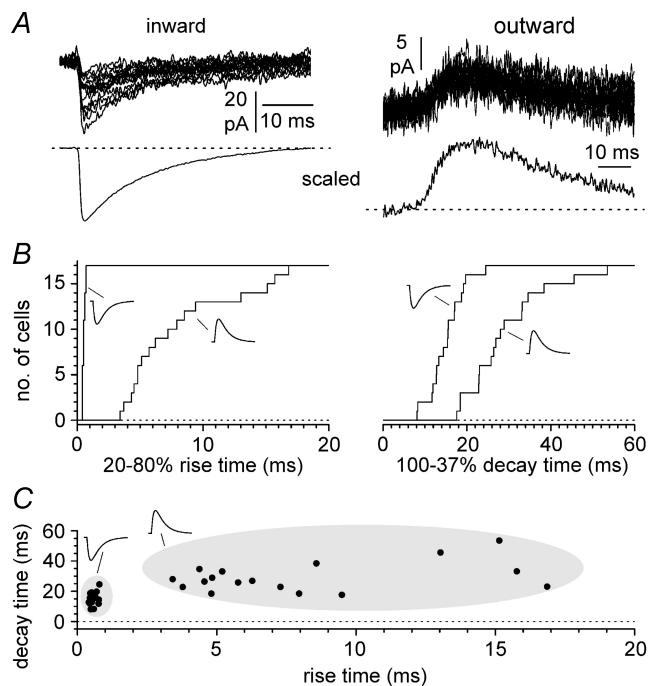 A
inward
outward
20
pA
10 ms
5
pA
10 ms
scaled
B
no. of cells
15
10
5
0
0
10
20
20-80% rise time (ms)
0
20
40
60
100-37% decay time (ms)
C
decay time (ms)
60
40
20
0
0
5
10
15
20
rise time (ms)